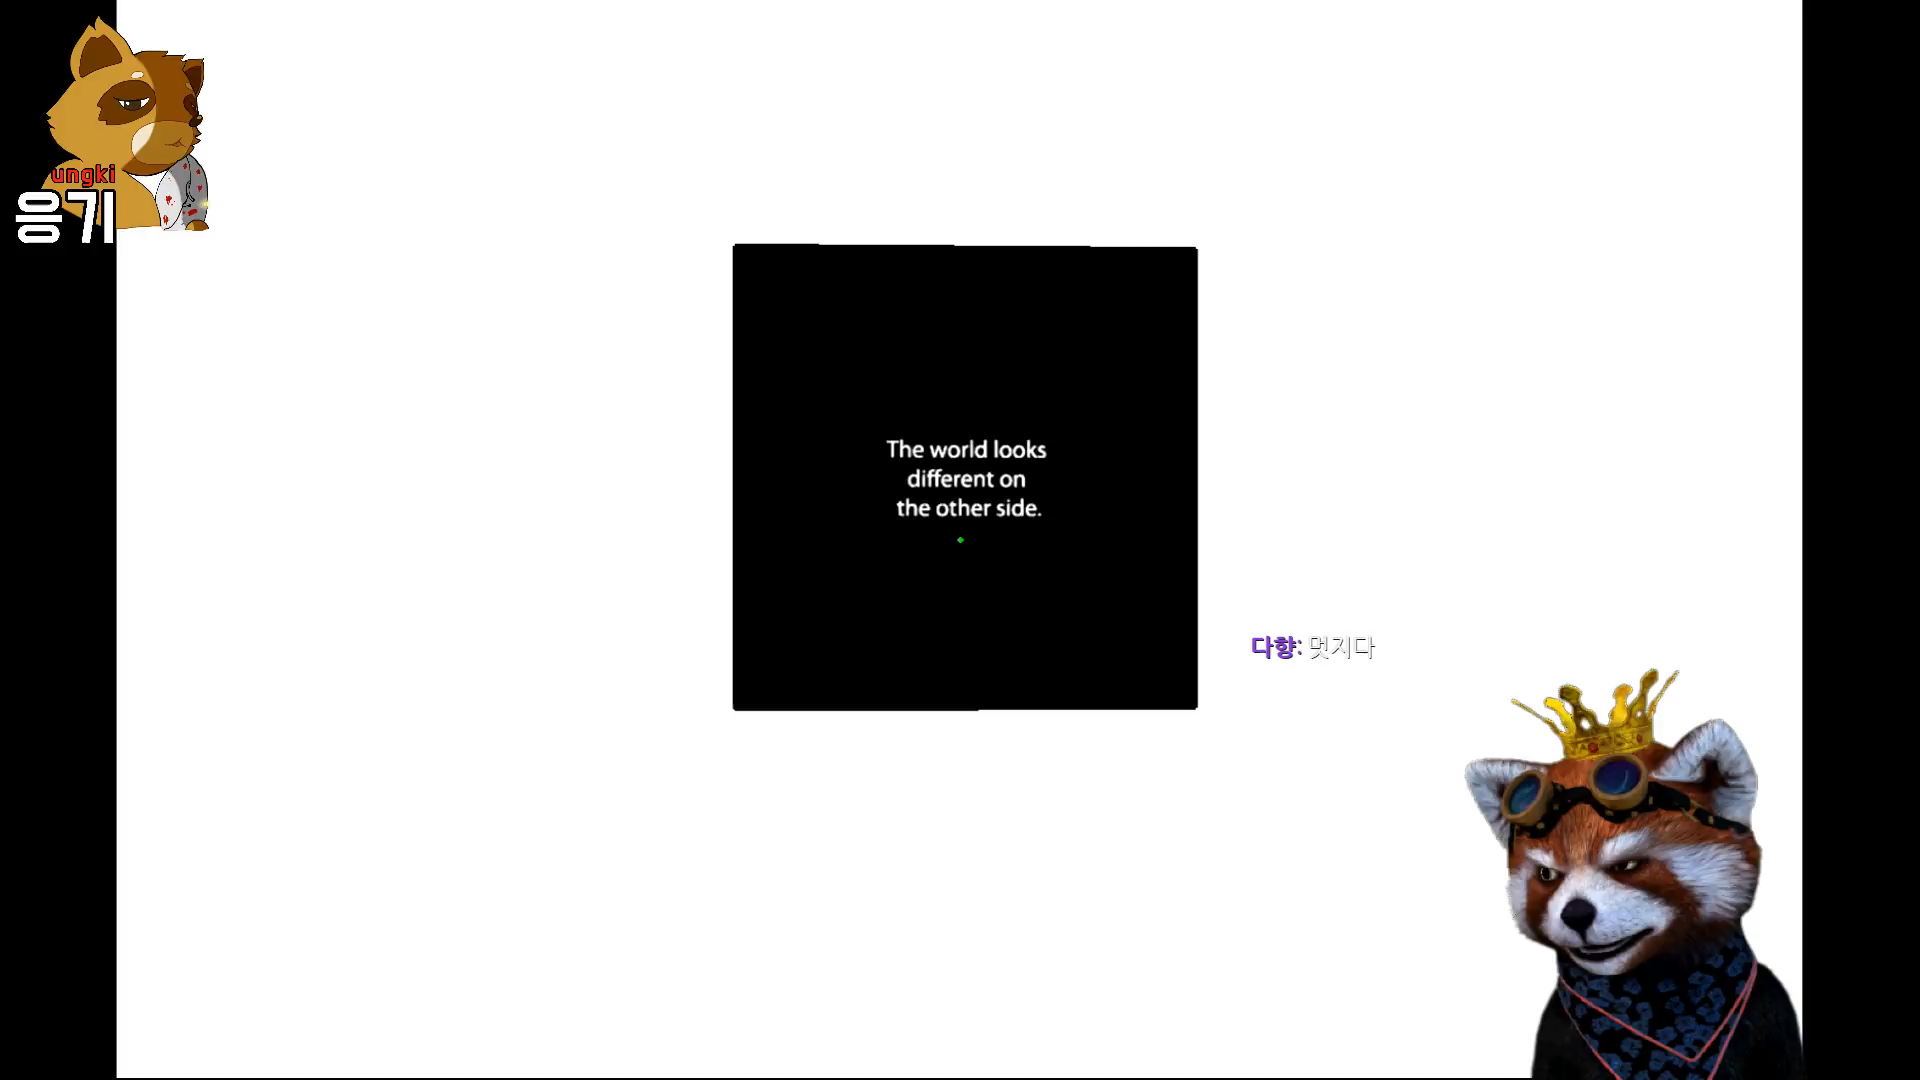 ungki
응기
The world looks
different on
the other side.
다향: 멋지다